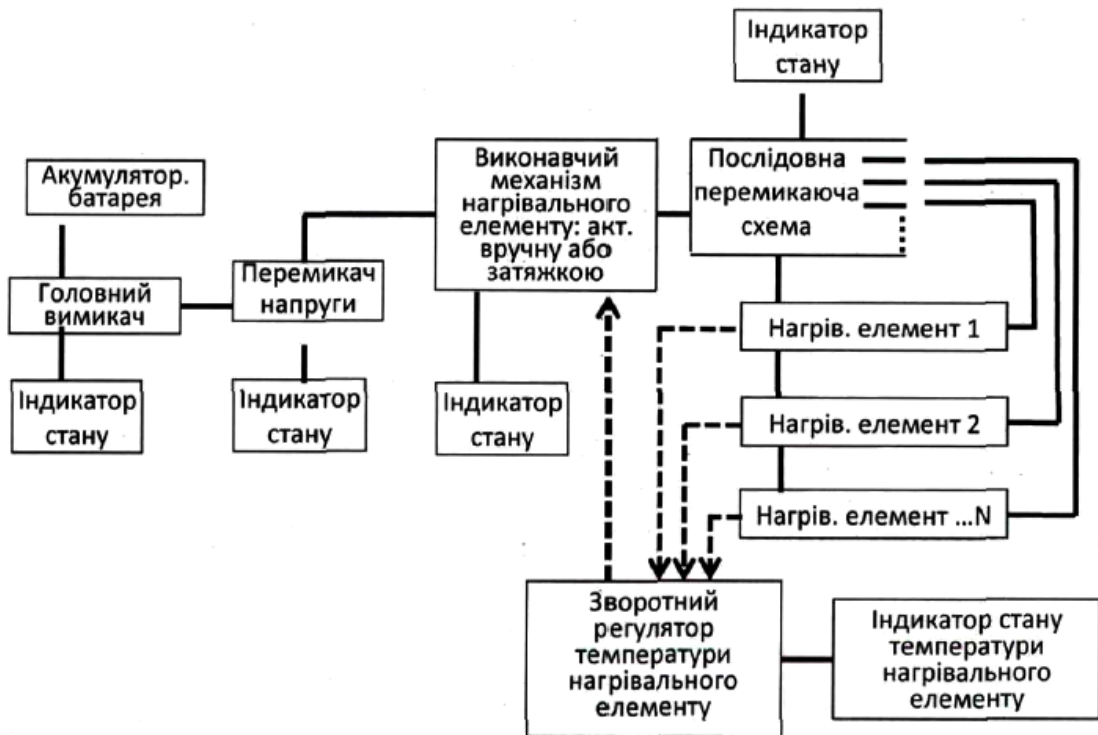 Індикатор
стану
Виконавчий
механізм
нагрівального
елементу: акт.
вручну або
затяжкою
Послідовна
перемикаюча
схема
Акумулятор.
батарея
Головний
вимикач
Перемикач
напруги
Індикатор
стану
Індикатор
стану
Індикатор
стану
Нагрів. елемент 1
Нагрів. елемент 2
Нагрів. елемент ...N
Зворотний
регулятор
температури
нагрівального
елементу
Індикатор стану
температури
нагрівального
елементу